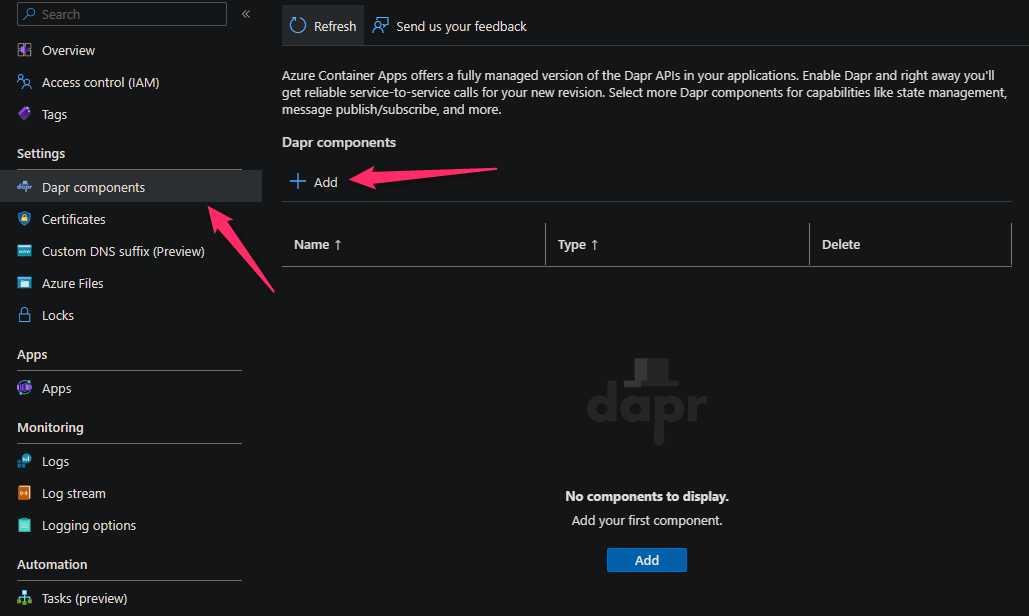 Search
«
Overview
Access control (IAM)
Tags
Settings
dapr
Dapr components
Certificates
www
Custom DNS suffix (Preview)
Azure Files
Locks
Apps
Apps
Monitoring
Logs
Log stream
Logging options
Automation
Tasks (preview)
Refresh
Send us your feedback
Azure Container Apps offers a fully managed version of the Dapr APIs in your applications. Enable Dapr and right away you'll
get reliable service-to-service calls for your new revision. Select more Dapr components for capabilities like state management,
message publish/subscribe, and more.
Dapr components
+ Add
Name ↑ Type ↑ Delete
dapr
No components to display.
Add your first component.
Add